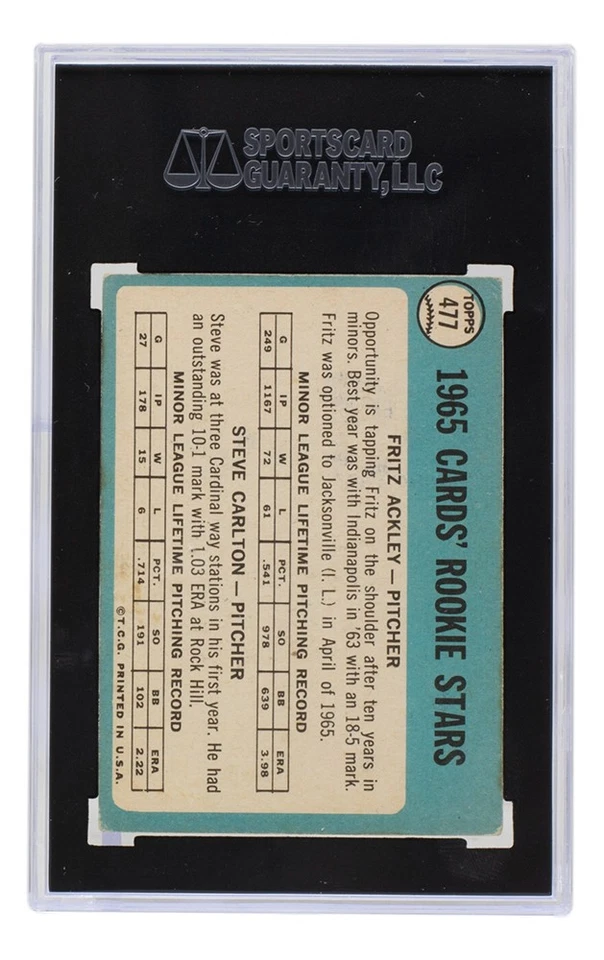 SPORTSCARD
GUARANTY, LLC
TOPPS
477
1965 CARDS' ROOKIE STARS
FRITZ ACKLEY — PITCHER
Opportunity is tapping Fritz on the shoulder after ten years in
minors. Best year was with Indianapolis in '63 with an 18-5 mark.
Fritz was optioned to Jacksonville (I. L.) in April of 1965.
MINOR LEAGUE LIFETIME PITCHING RECORD
G IP W L PCT. SO BB ERA
249 1167 72 61 .541 978 639 3.98
STEVE CARLTON — PITCHER
Steve was at three Cardinal way stations in his first year. He had
an outstanding 10-1 mark with 1.03 ERA at Rock Hill.
MINOR LEAGUE LIFETIME PITCHING RECORD
G IP W L PCT. SO BB ERA
27 178 15 6 .714 191 102 2.22
©T.C.G. PRINTED IN U.S.A.